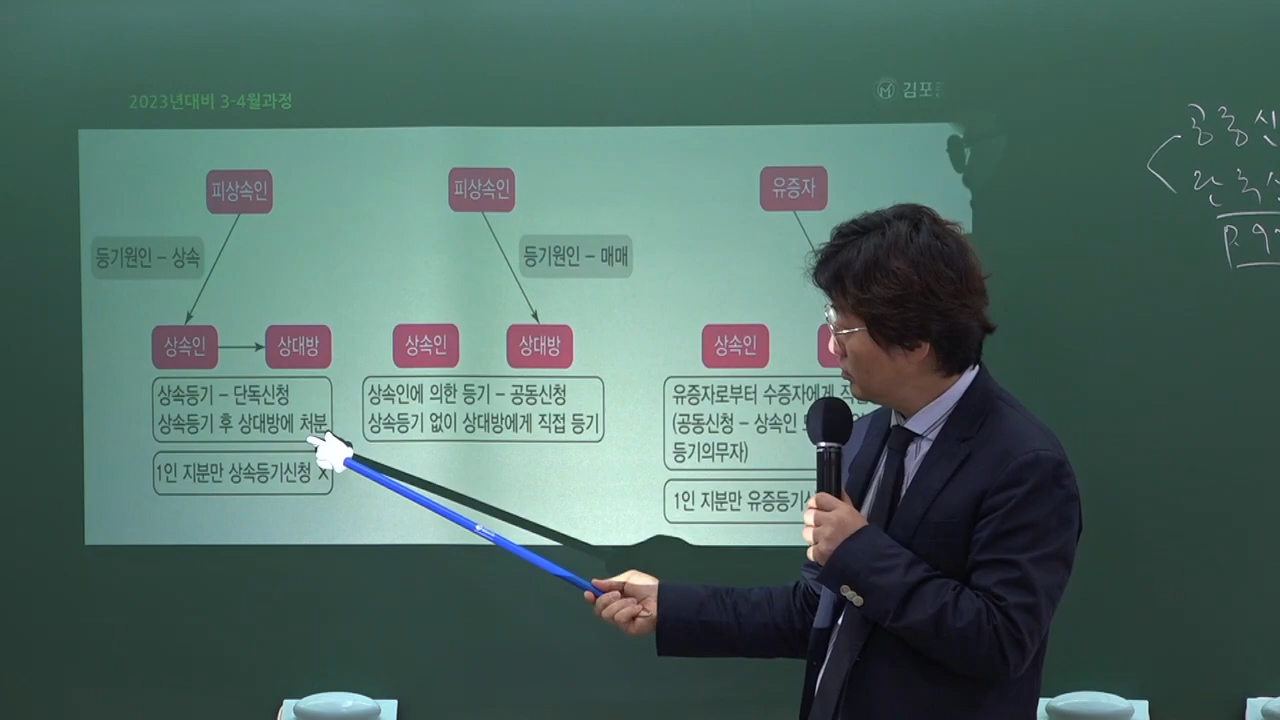 2023년대비 3-4월과정
김포
피상속인
등기원인 – 상속
상속인
상대방
상속등기 – 단독신청
상속등기 후 상대방에 처분
1인 지분만 상속등기신청 X
피상속인
등기원인 – 매매
상속인
상대방
상속인에 의한 등기 – 공동신청
상속등기 없이 상대방에게 직접 등기
유증자
상속인
유증자로부터 수증자에게
(공동신청 – 상속인
등기의무자)
1인 지분만 유증등기
공동신
단독신
P.9